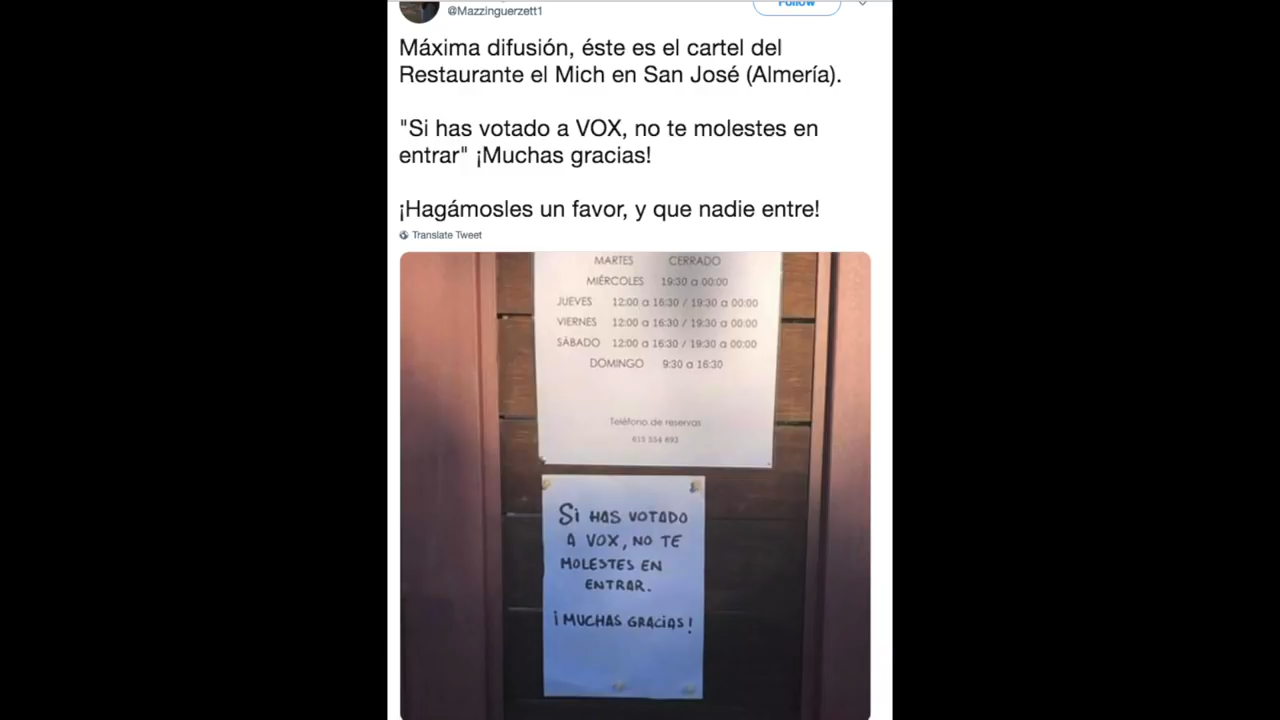 @Mazzinguerzett1
Follow
Máxima difusión, éste es el cartel del
Restaurante el Mich en San José (Almería).
"Si has votado a VOX, no te molestes en
entrar" ¡Muchas gracias!
¡Hagámosles un favor, y que nadie entre!
Translate Tweet
MARTES CERRADO
MIÉRCOLES 19:30 a 00:00
JUEVES 12:00 a 16:30 / 19:30 a 00:00
VIERNES 12:00 a 16:30 / 19:30 a 00:00
SÁBADO 12:00 a 16:30 / 19:30 a 00:00
DOMINGO 9:30 a 16:30
Teléfono de reservas
Si HAS VOTADO
A VOX, NO TE
MOLESTES EN
ENTRAR.
¡MUCHAS GRACiAS!